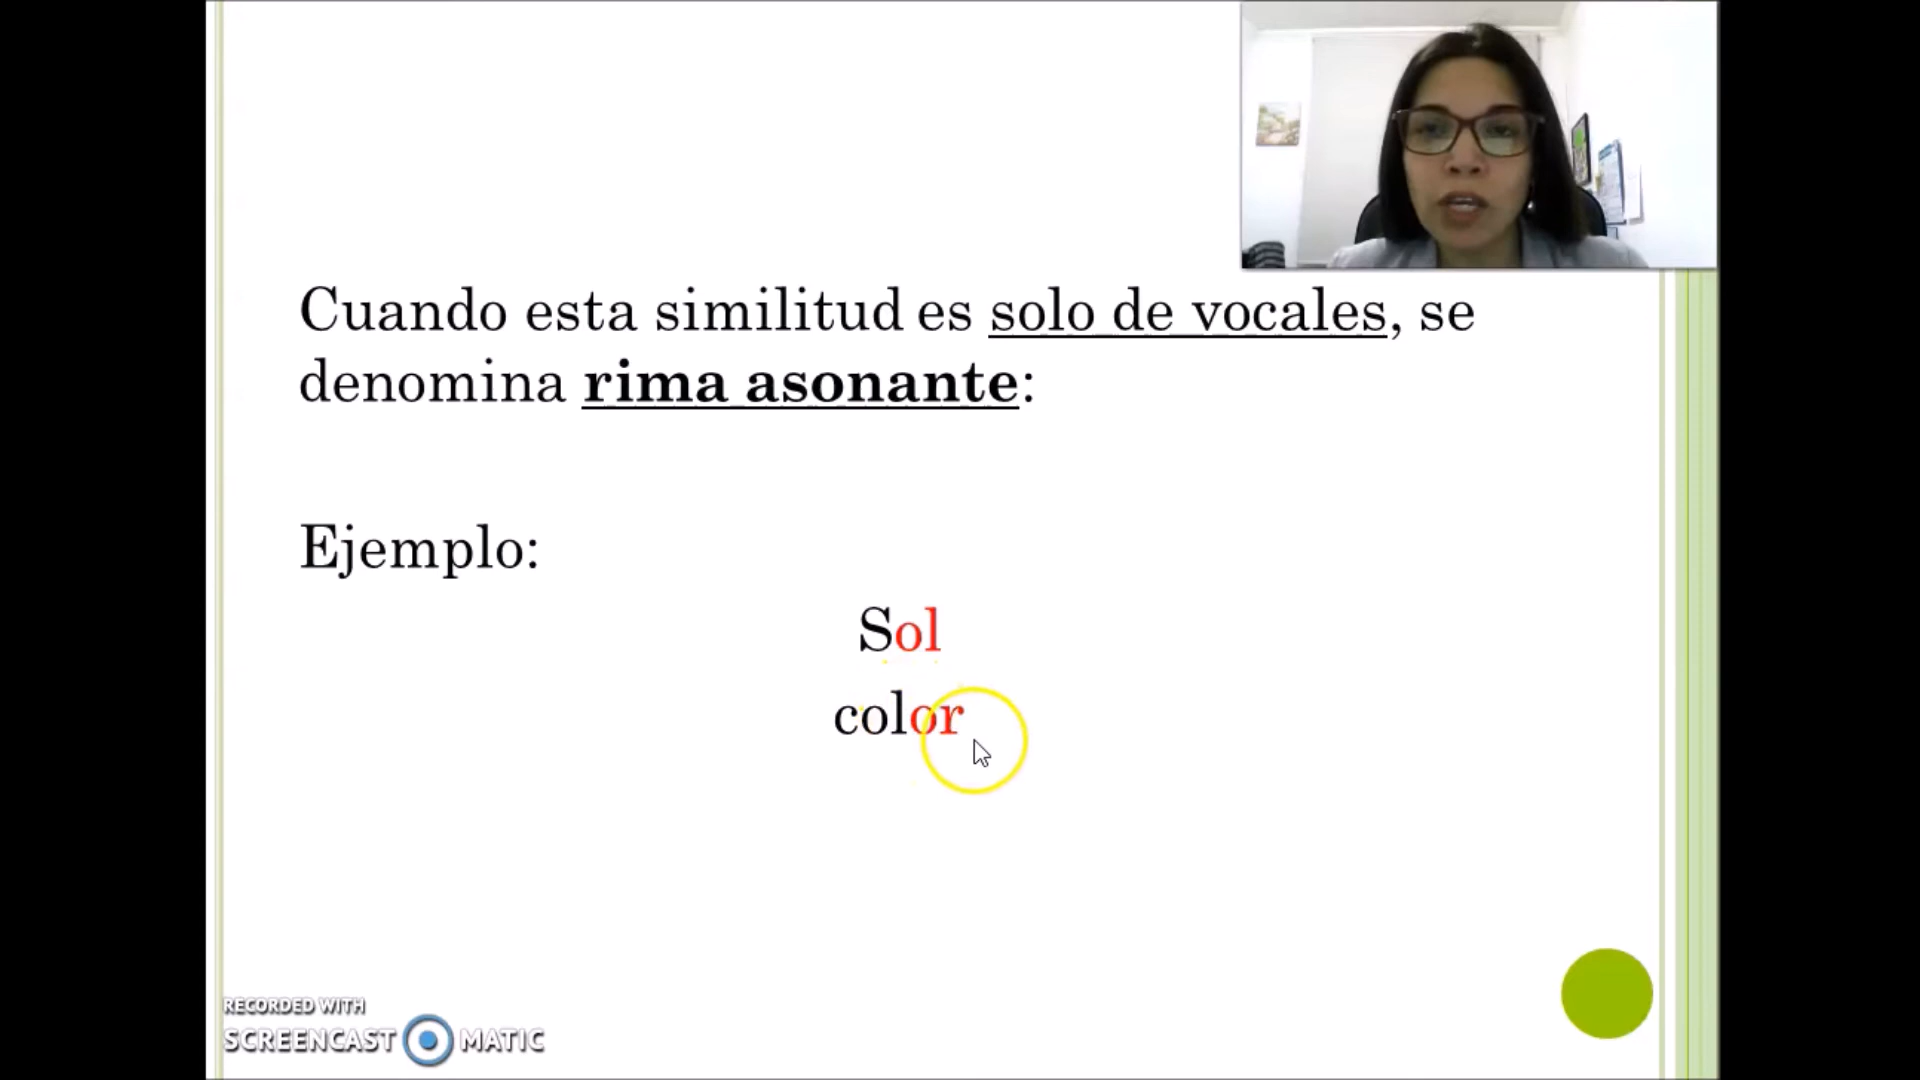 Cuando esta similitud es solo de vocales, se
denomina rima asonante:
Ejemplo:
Sol
color
RECORDED WITH
SCREENCAST MATIC